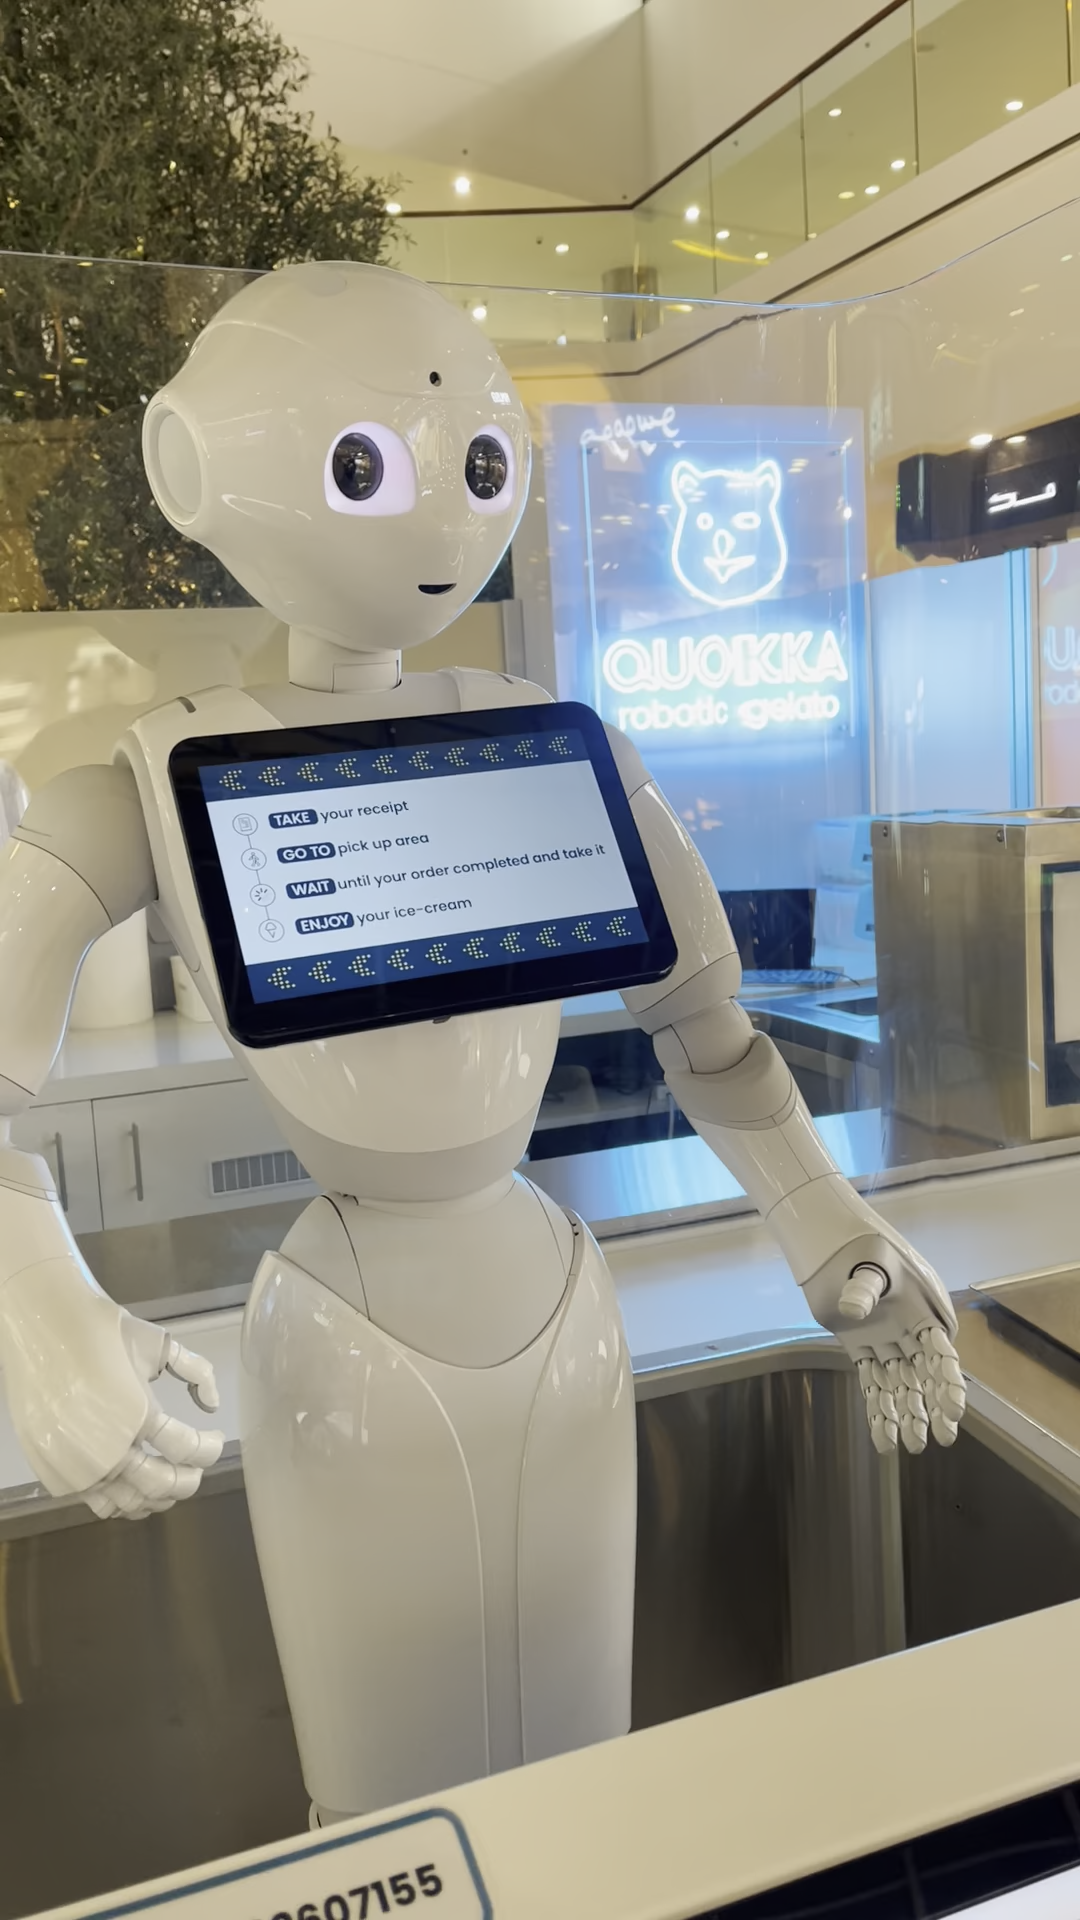 QUOKKA
robotic gelato
TAKE your receipt
GO TO pick up area
WAIT until your order completed and take it
ENJOY your ice-cream
607155